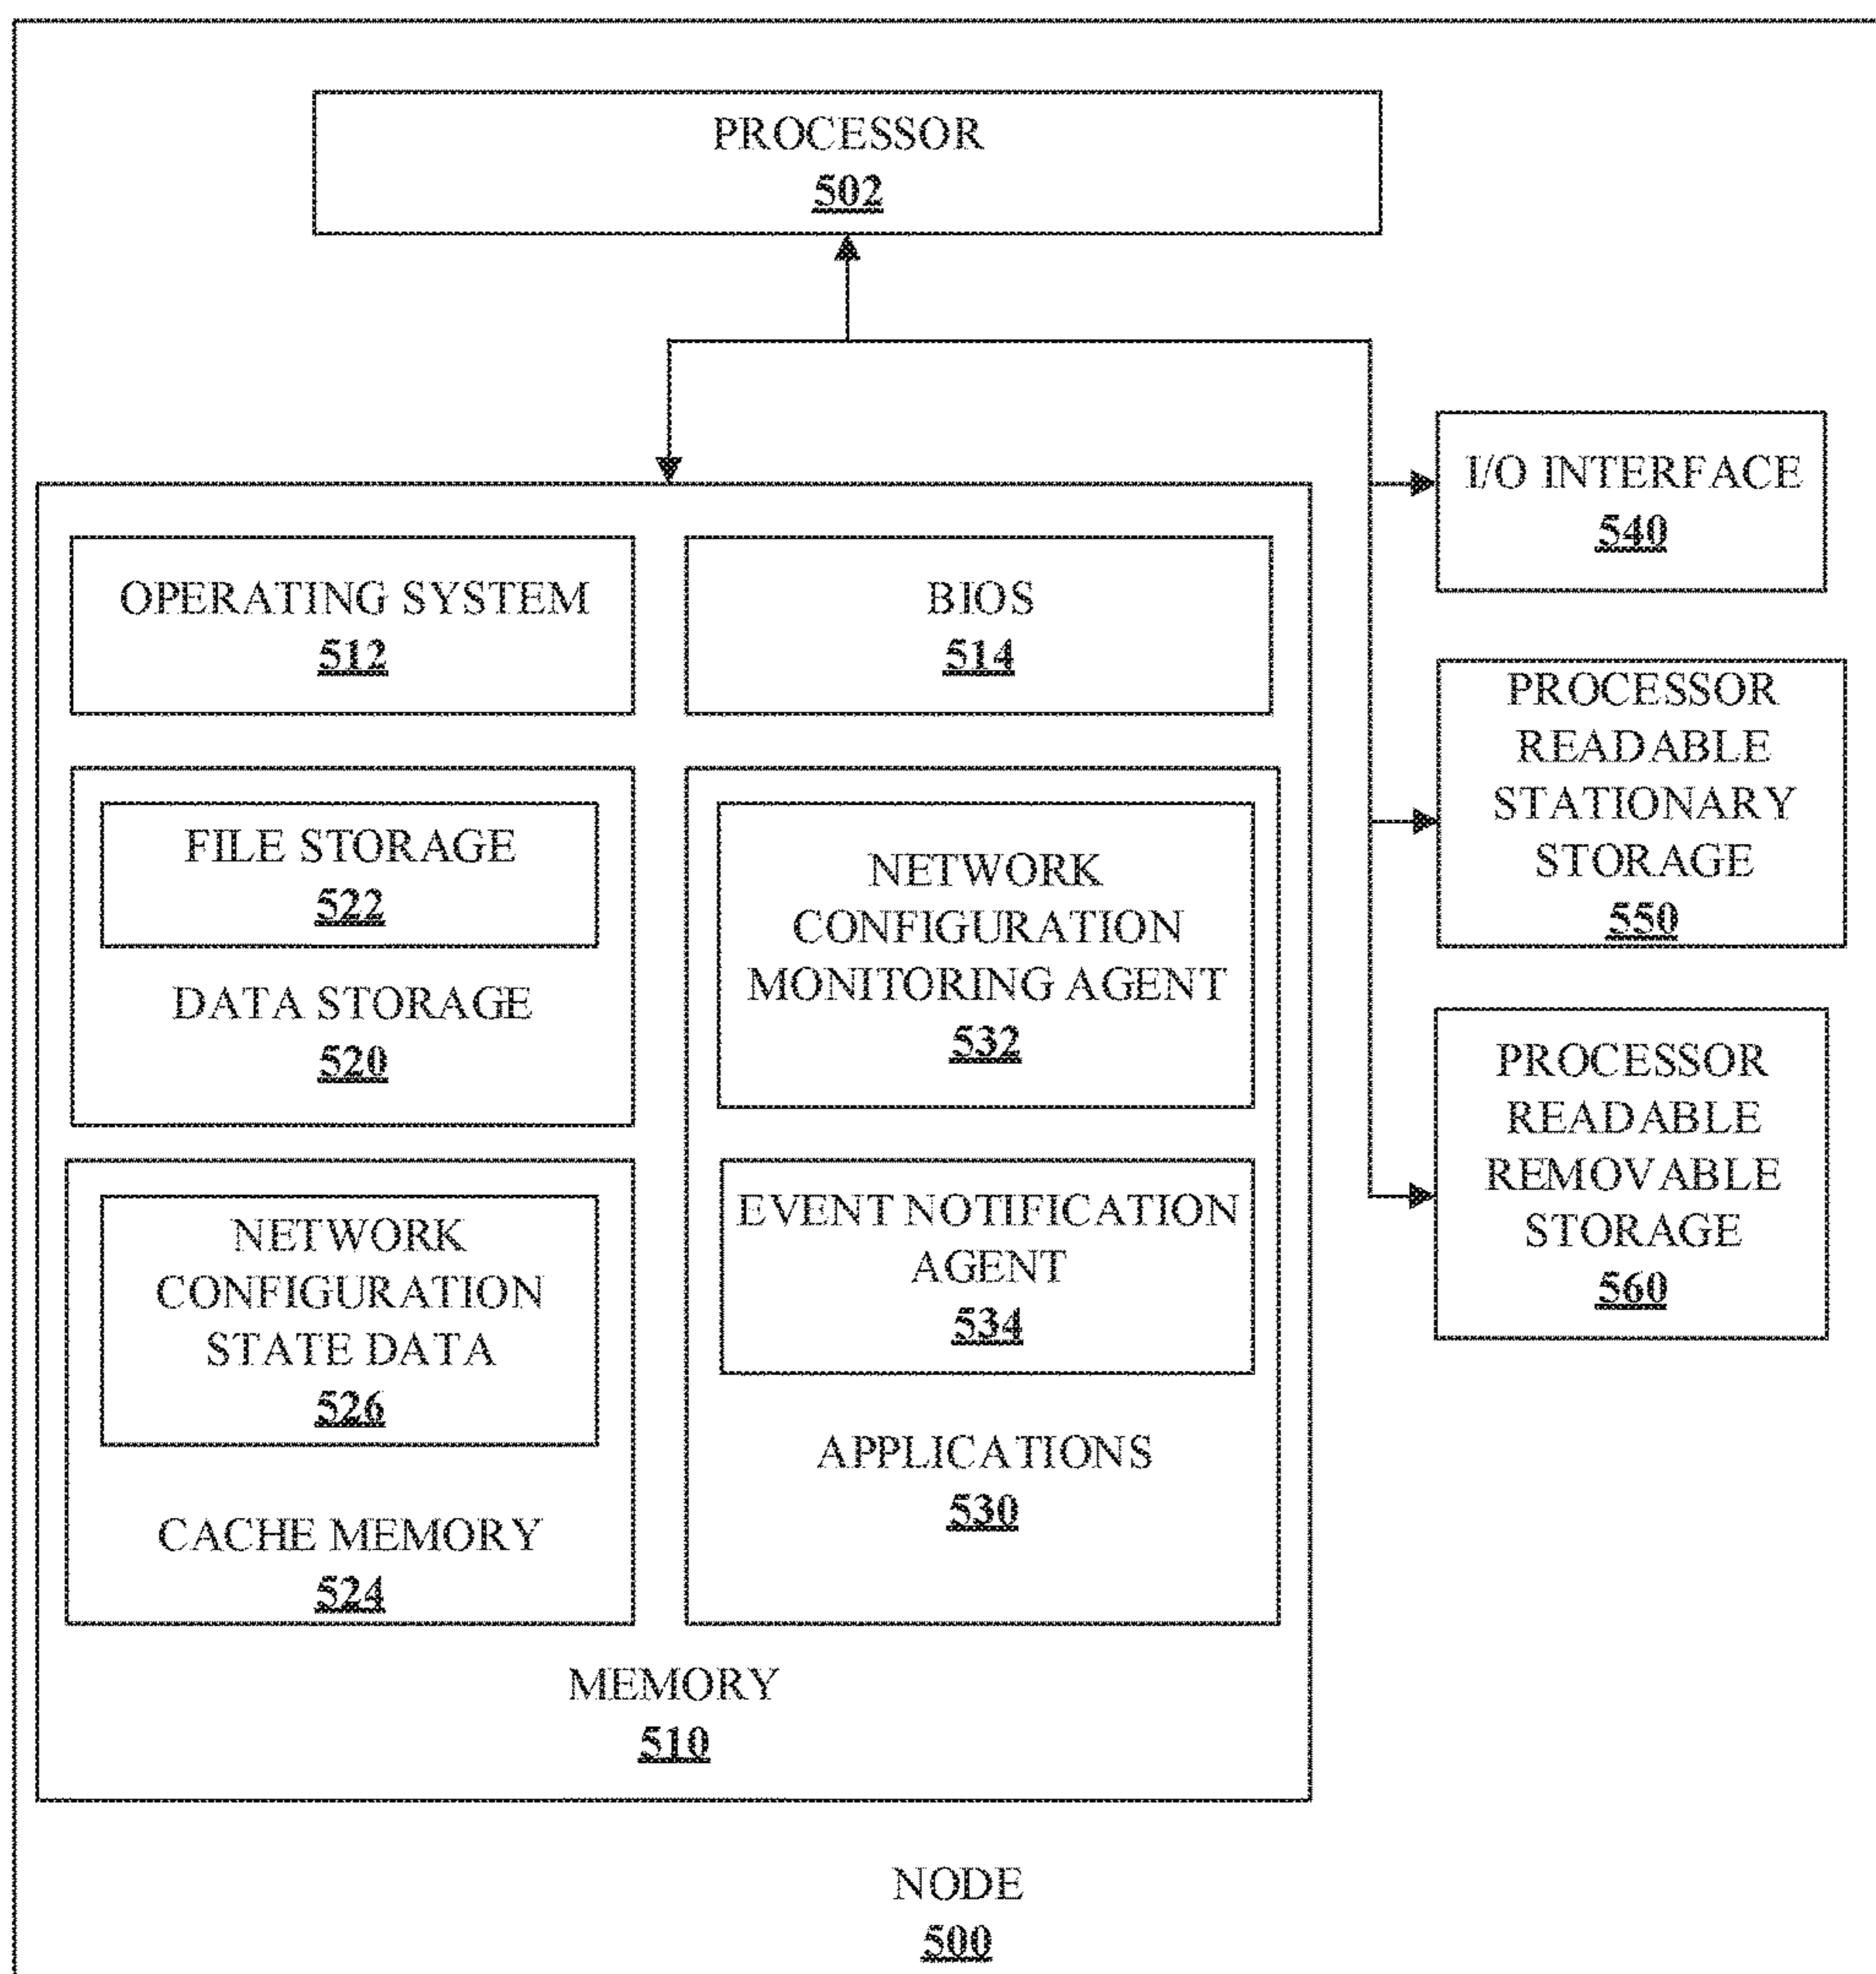 PROCESSOR
502
I/O INTERFACE
540
OPERATING SYSTEM
512
BIOS
514
PROCESSOR
READABLE
STATIONARY
STORAGE
550
FILE STORAGE
522
DATA STORAGE
520
NETWORK
CONFIGURATION
MONITORING AGENT
532
PROCESSOR
READABLE
REMOVABLE
STORAGE
560
NETWORK
CONFIGURATION
STATE DATA
526
CACHE MEMORY
524
EVENT NOTIFICATION
AGENT
534
APPLICATIONS
530
MEMORY
510
NODE
500